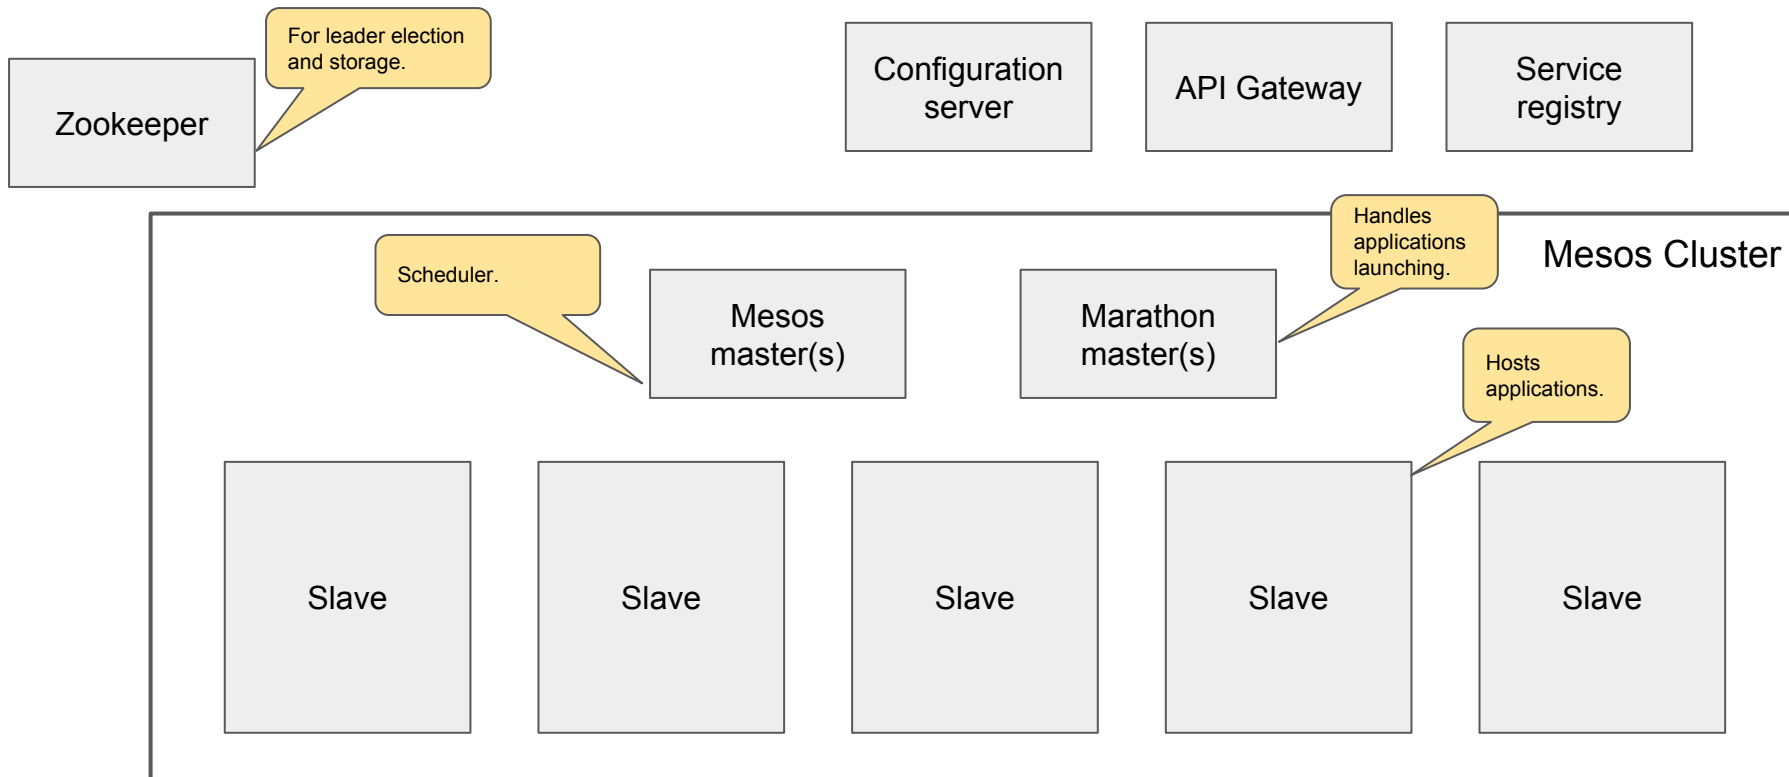 For leader election
and storage.
Zookeeper
Configuration
server
API Gateway
Service
registry
Handles
applications
launching.
Mesos Cluster
Scheduler.
Mesos
master(s)
Marathon
master(s)
Hosts
applications.
Slave
Slave
Slave
Slave
Slave